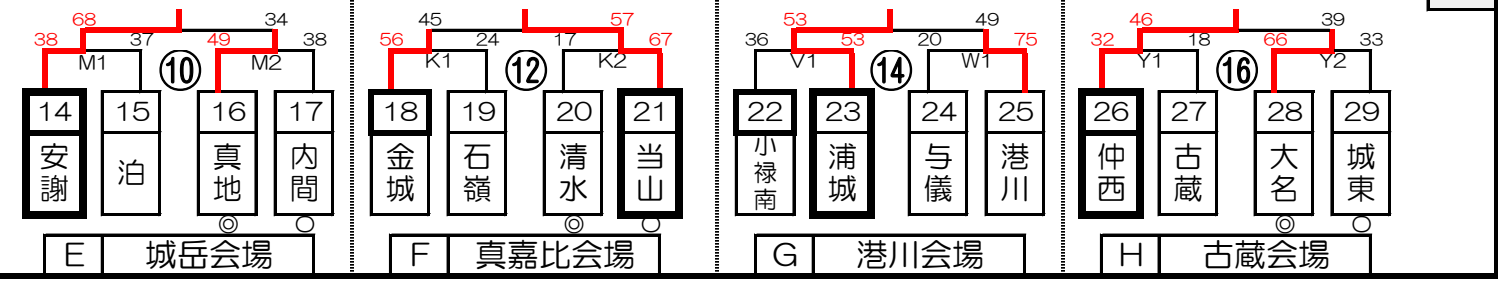 68 34 45 57 53 49 46 39
38 37 49 38 56 24 17 67 36 53 20 75 32 18 66 33
M1 ⑩ M2 K1 ⑫ K2 V1 ⑭ W1 Y1 ⑯ Y2
14 15 16 17 18 19 20 21 22 23 24 25 26 27 28 29
安謝 泊 真地 内間 金城 石嶺 清水 当山 小禄南 浦城 与儀 港川 仲西 古蔵 大名 城東
◎ ○ ◎ ○ ◎ ○
E 城岳会場 F 真嘉比会場 G 港川会場 H 古蔵会場